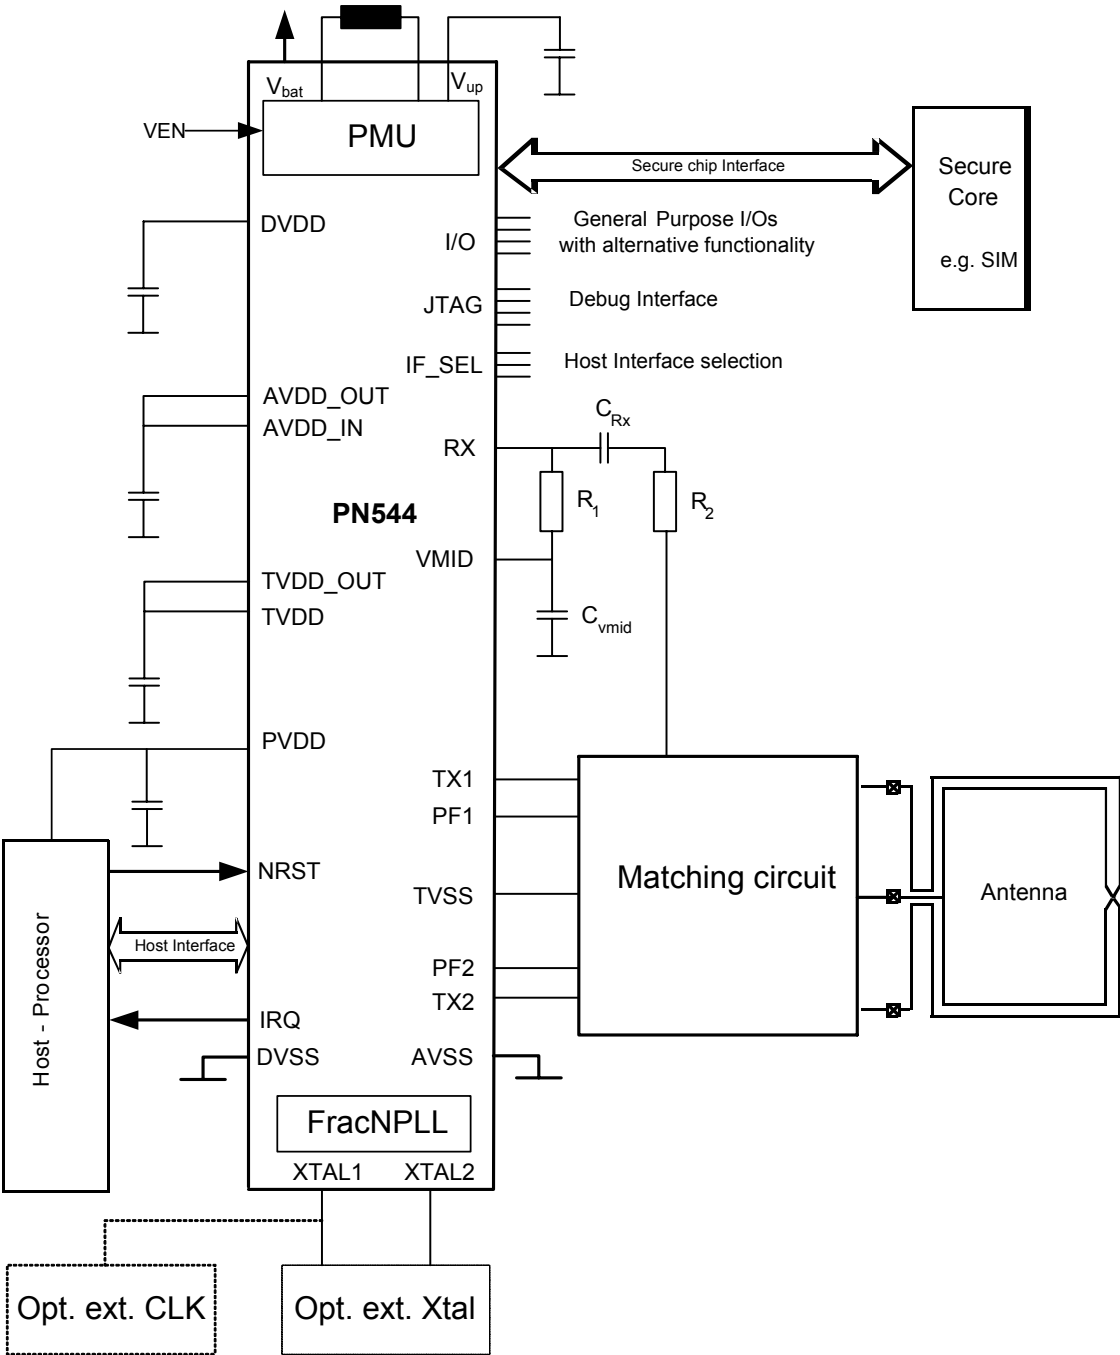 Vbat
Vup
VEN
PMU
Secure chip Interface
Secure
Core
e.g. SIM
DVDD
I/O
General Purpose I/Os
with alternative functionality
JTAG
Debug Interface
IF_SEL
Host Interface selection
AVDD_OUT
AVDD_IN
RX
CRx
R1
R2
PN544
VMID
Cvmid
TVDD_OUT
TVDD
PVDD
TX1
PF1
TVSS
PF2
TX2
Matching circuit
Antenna
Host - Processor
NRST
Host Interface
IRQ
DVSS
AVSS
FracNPLL
XTAL1
XTAL2
Opt. ext. CLK
Opt. ext. Xtal